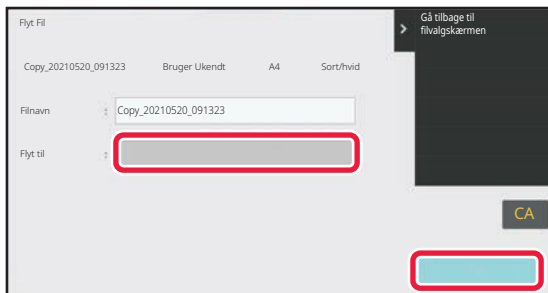 Flyt Fil
Gå tilbage til
filvalgskærmen
Copy_20210520_091323 Bruger Ukendt A4 Sort/hvid
Filnavn : Copy_20210520_091323
Flyt til :
CA